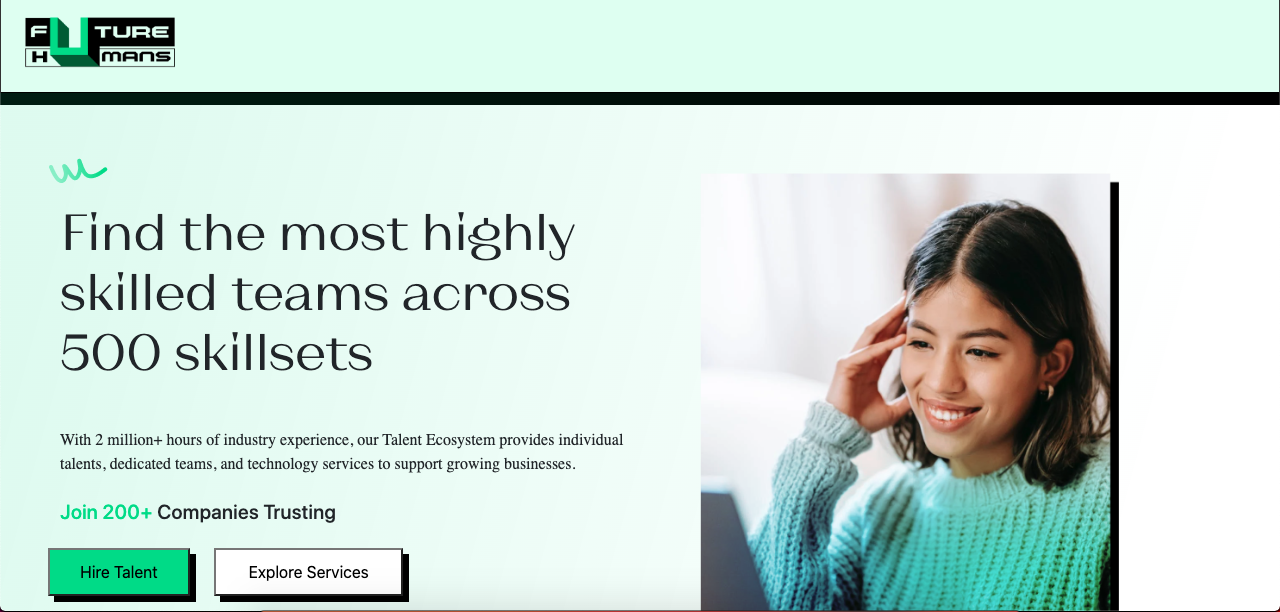 FUTURE
HUMANS
Find the most highly
skilled teams across
500 skillsets
With 2 million+ hours of industry experience, our Talent Ecosystem provides individual
talents, dedicated teams, and technology services to support growing businesses.
Join 200+ Companies Trusting
Hire Talent
Explore Services